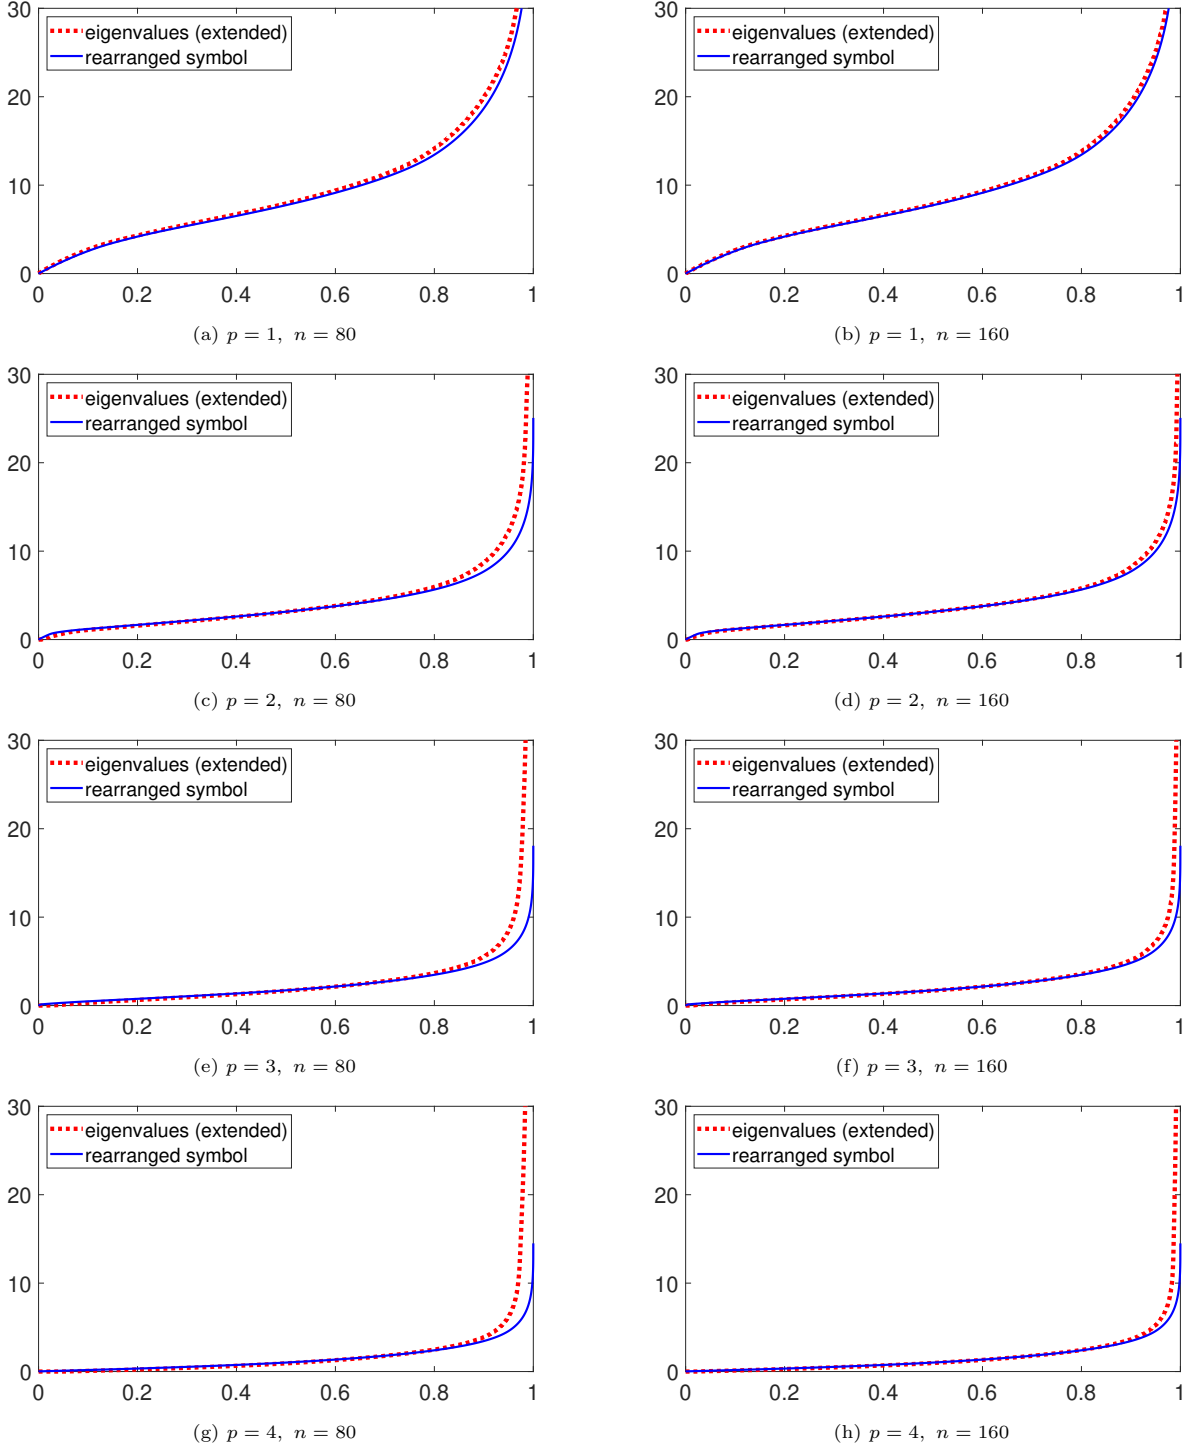 30
20
10
0
eigenvalues (extended)
rearranged symbol
0 0.2 0.4 0.6 0.8 1
(a) p = 1, n = 80
30
20
10
0
eigenvalues (extended)
rearranged symbol
0 0.2 0.4 0.6 0.8 1
(b) p = 1, n = 160
30
20
10
0
eigenvalues (extended)
rearranged symbol
0 0.2 0.4 0.6 0.8 1
(c) p = 2, n = 80
30
20
10
0
eigenvalues (extended)
rearranged symbol
0 0.2 0.4 0.6 0.8 1
(d) p = 2, n = 160
30
20
10
0
eigenvalues (extended)
rearranged symbol
0 0.2 0.4 0.6 0.8 1
(e) p = 3, n = 80
30
20
10
0
eigenvalues (extended)
rearranged symbol
0 0.2 0.4 0.6 0.8 1
(f) p = 3, n = 160
30
20
10
0
eigenvalues (extended)
rearranged symbol
0 0.2 0.4 0.6 0.8 1
(g) p = 4, n = 80
30
20
10
0
eigenvalues (extended)
rearranged symbol
0 0.2 0.4 0.6 0.8 1
(h) p = 4, n = 160